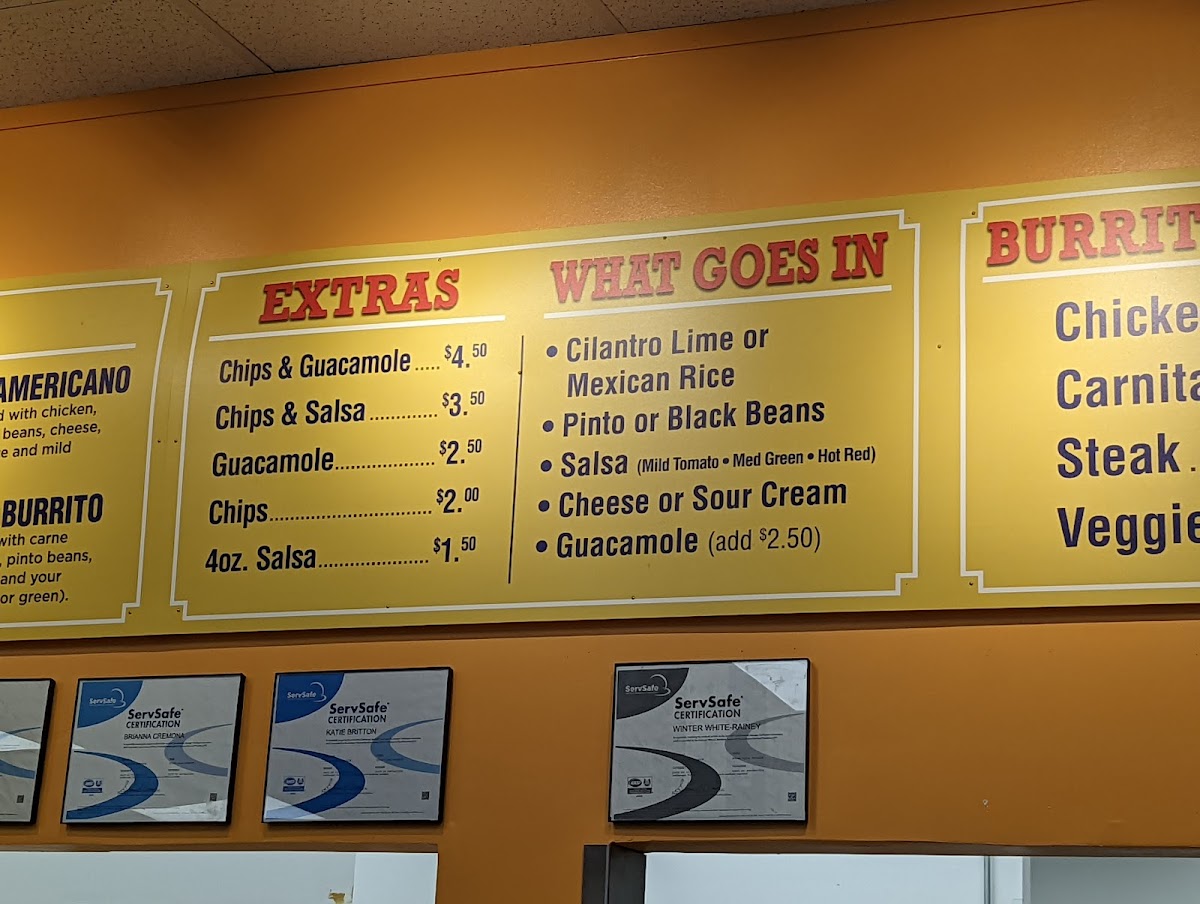 AMERICANO
d with chicken,
beans, cheese,
e and mild
BURRITO
with carne
, pinto beans,
and your
or green).
EXTRAS
Chips & Guacamole ..... $4.50
Chips & Salsa ............. $3.50
Guacamole ................... $2.50
Chips ............................... $2.00
4oz. Salsa ..................... $1.50
WHAT GOES IN
• Cilantro Lime or
Mexican Rice
• Pinto or Black Beans
• Salsa (Mild Tomato • Med Green • Hot Red)
• Cheese or Sour Cream
• Guacamole (add $2.50)
BURRIT
Chicke
Carnita
Steak .
Veggie
ServSafe
ServSafe
CERTIFICATION
BRIANNA CREMONA
ServSafe
ServSafe
CERTIFICATION
KATIE BRITTON
ServSafe
ServSafe
CERTIFICATION
WINTER WHITE-RAINEY